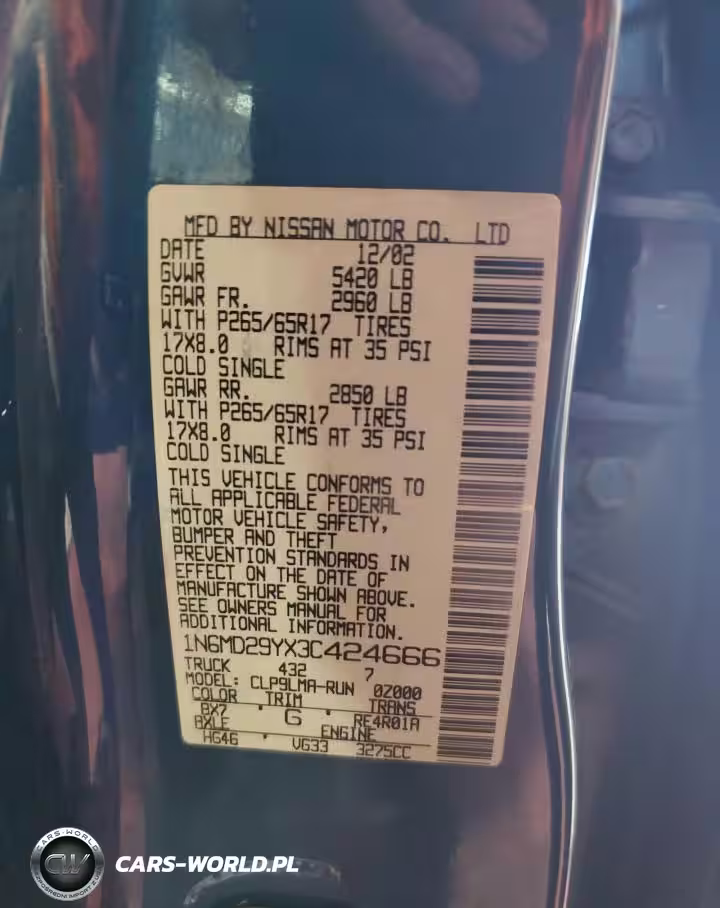 MFD BY NISSAN MOTOR CO. LTD
DATE 12/02
GVWR 5420 LB
GAWR FR. 2960 LB
WITH P265/65R17 TIRES
17X8.0 RIMS AT 35 PSI
COLD SINGLE
GAWR RR. 2850 LB
WITH P265/65R17 TIRES
17X8.0 RIMS AT 35 PSI
COLD SINGLE
THIS VEHICLE CONFORMS TO
ALL APPLICABLE FEDERAL
MOTOR VEHICLE SAFETY,
BUMPER AND THEFT
PREVENTION STANDARDS IN
EFFECT ON THE DATE OF
MANUFACTURE SHOWN ABOVE.
SEE OWNERS MANUAL FOR
ADDITIONAL INFORMATION.
1N6MD29YX3C424666
TRUCK 432 7
MODEL: CLP9LMA-RUN 0Z000
COLOR TRIM TRANS
BX7 ' G ' RE4R01A
AXLE ENGINE
HG46 ' VG33 3275CC
CARS-WORLD
CW
CARS-WORLD.PL